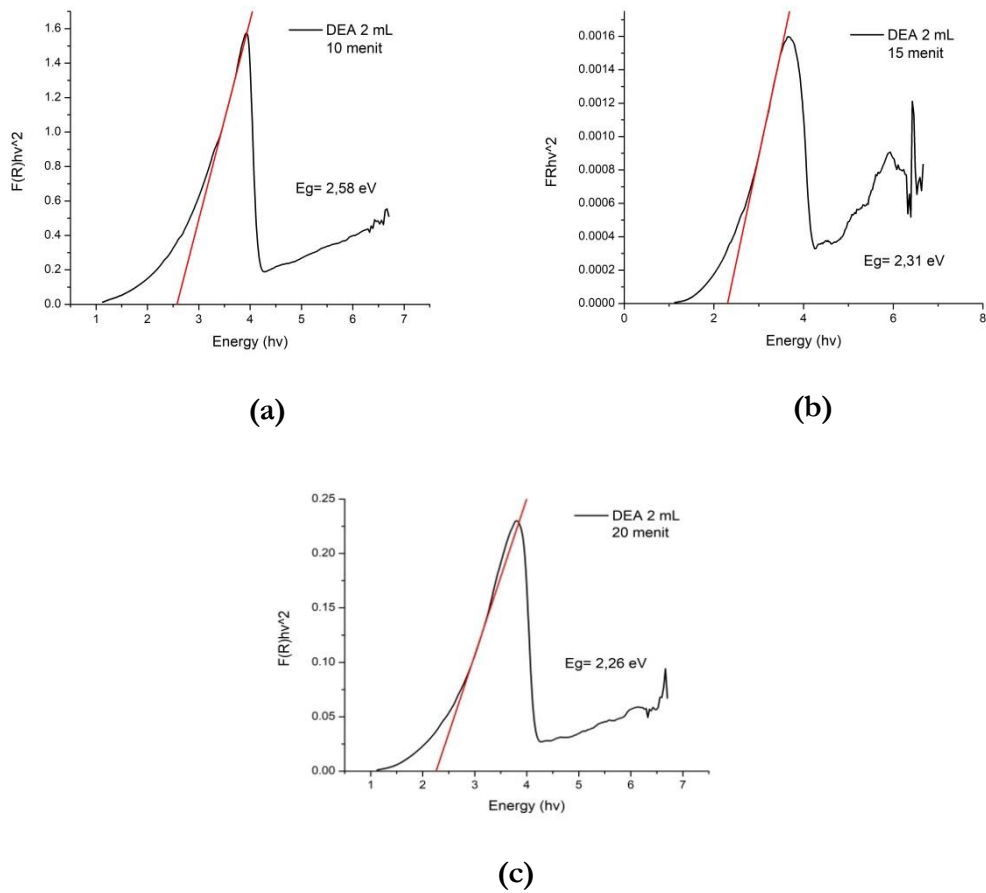 1.6
1.4
1.2
1.0
0.8
0.6
0.4
0.2
0.0
F(R)hv^2
DEA 2 mL
10 menit
Eg= 2,58 eV
1 2 3 4 5 6 7
Energy (hv)
(a)
0.0016
0.0014
0.0012
0.0010
0.0008
0.0006
0.0004
0.0002
0.0000
FRhv^2
DEA 2 mL
15 menit
Eg= 2,31 eV
0 2 4 6 8
Energy (hv)
(b)
0.25
0.20
0.15
0.10
0.05
0.00
F(R)hv^2
DEA 2 mL
20 menit
Eg= 2,26 eV
1 2 3 4 5 6 7
Energy (hv)
(c)